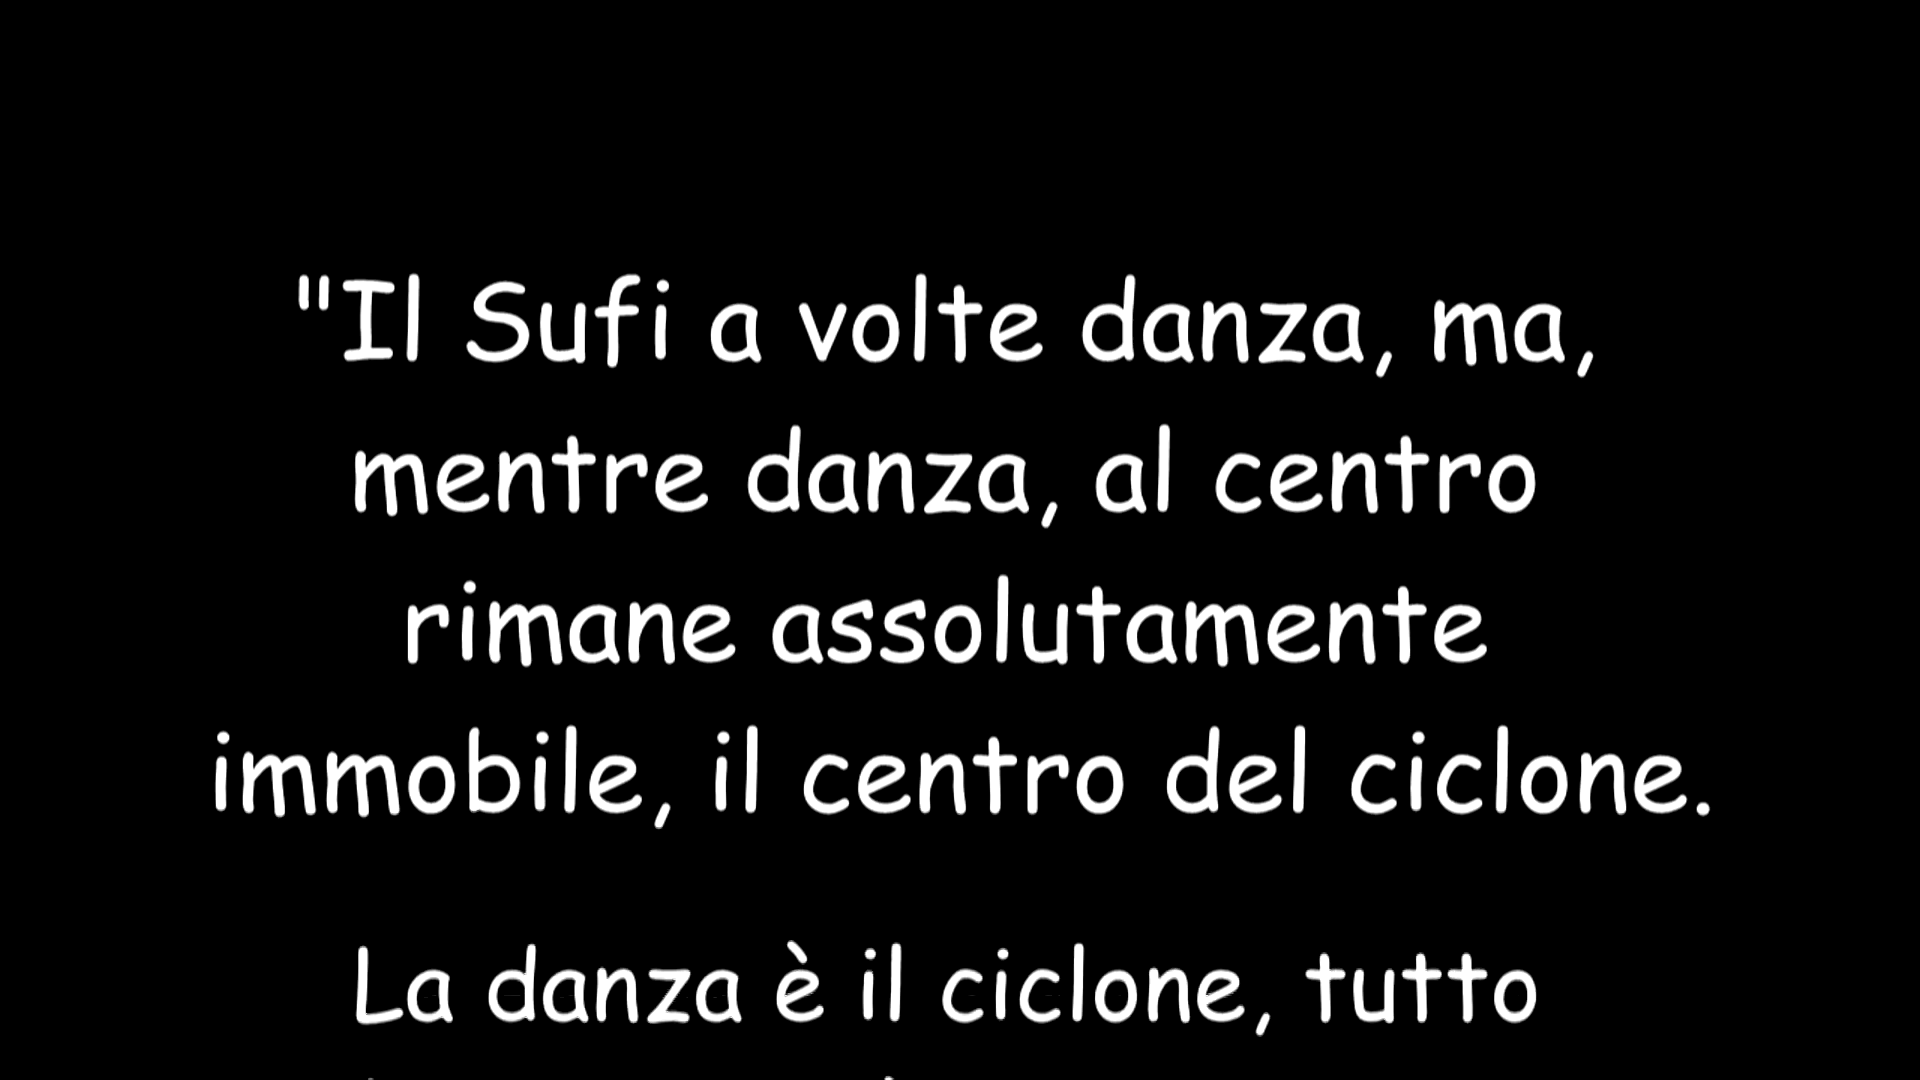 "Il Sufi a volte danza, ma,
mentre danza, al centro
rimane assolutamente
immobile, il centro del ciclone.
La danza è il ciclone, tutto